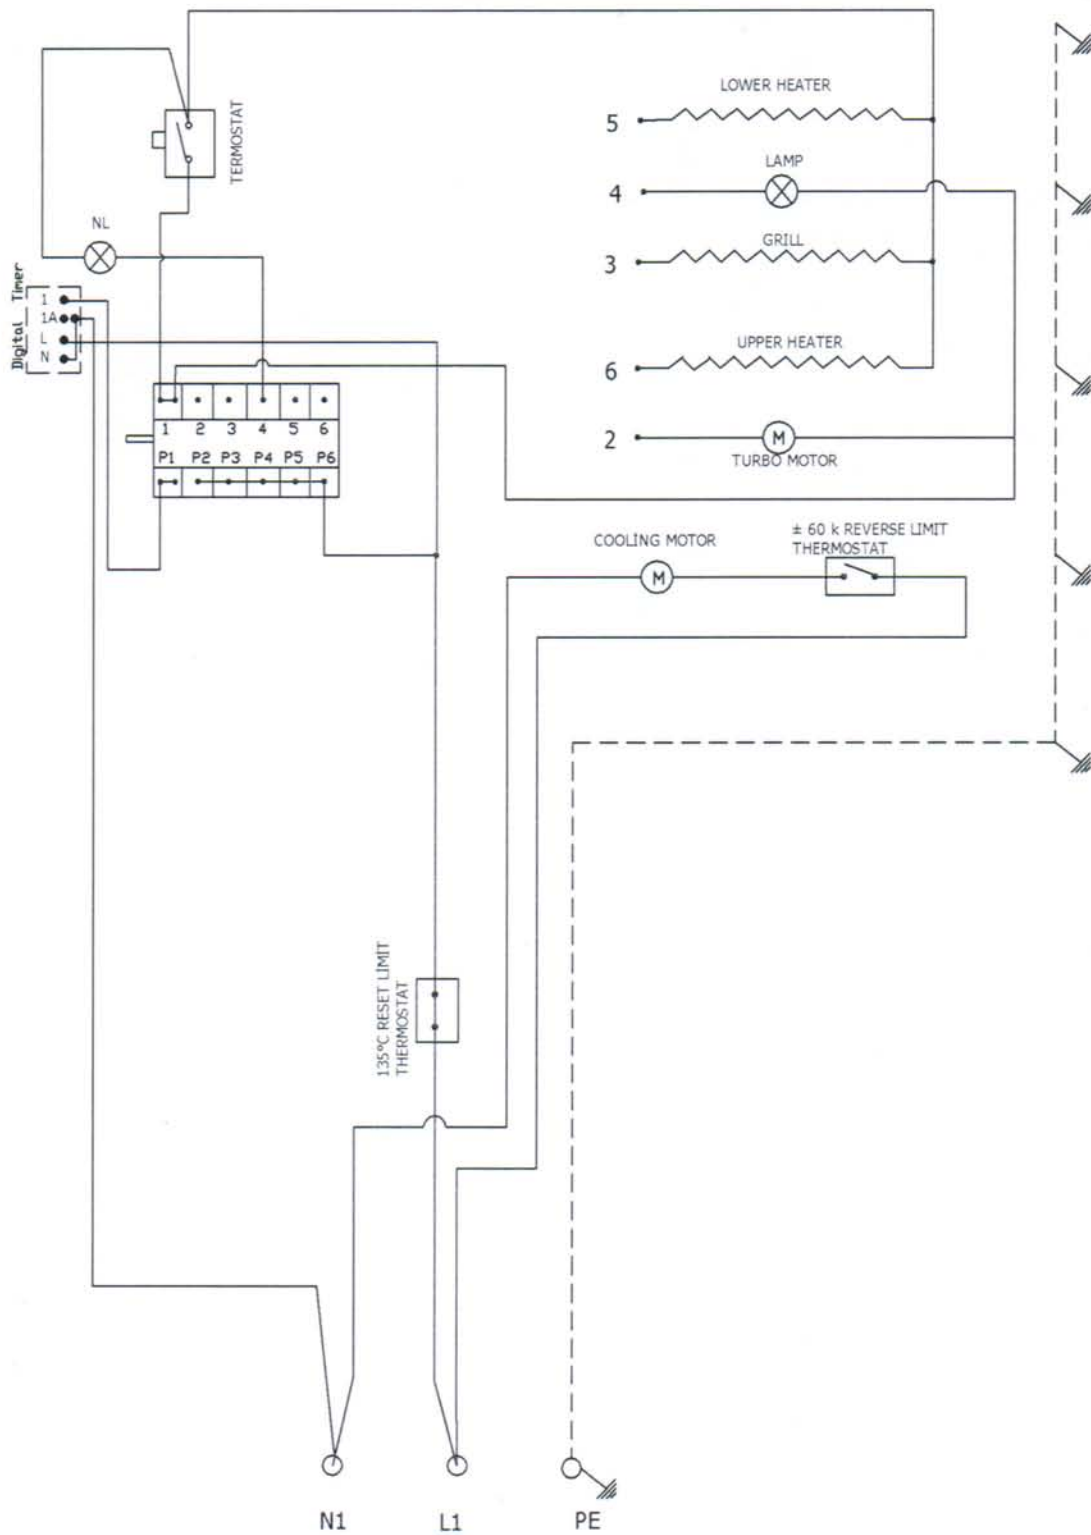 TERMOSTAT
LOWER HEATER
5
LAMP
4
GRILL
3
UPPER HEATER
6
2
TURBO MOTOR
M
NL
Digital Timer
1
1A
L
N
1 2 3 4 5 6
P1 P2 P3 P4 P5 P6
COOLING MOTOR
M
± 60 k REVERSE LIMIT
THERMOSTAT
135°C RESET LIMIT
THERMOSTAT
N1
L1
PE